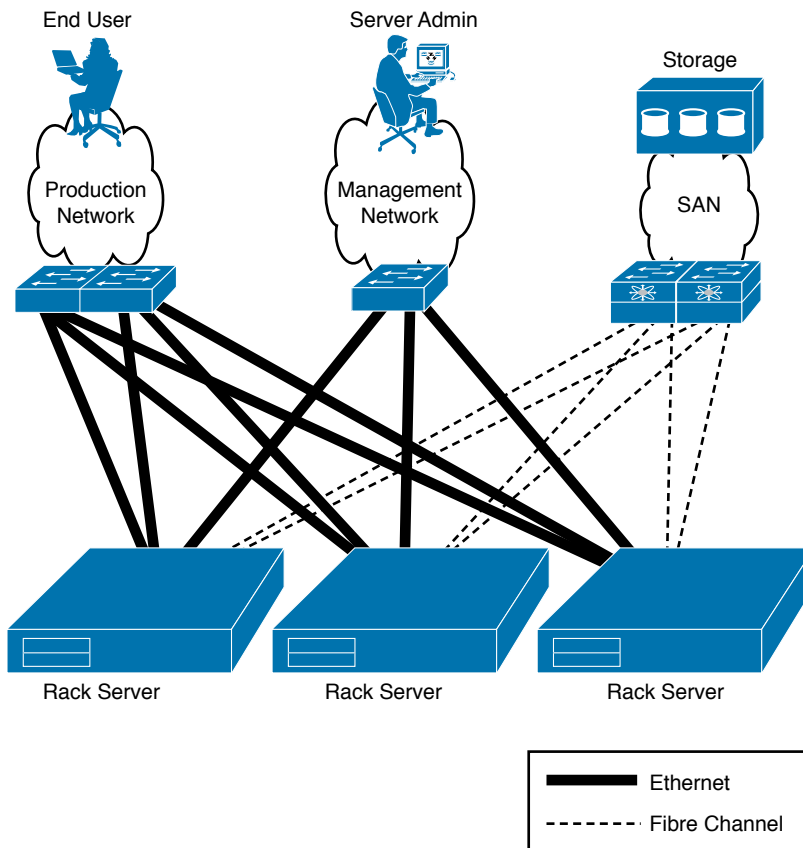 End User
Server Admin
Storage
Production
Network
Management
Network
SAN
Rack Server
Rack Server
Rack Server
Ethernet
Fibre Channel